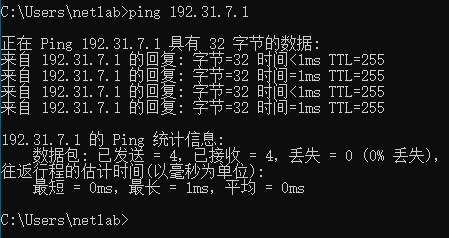 C:\Users\netlab>ping 192.31.7.1
正在 Ping 192.31.7.1 具有 32 字节的数据:
来自 192.31.7.1 的回复: 字节=32 时间<1ms TTL=255
来自 192.31.7.1 的回复: 字节=32 时间=1ms TTL=255
来自 192.31.7.1 的回复: 字节=32 时间<1ms TTL=255
来自 192.31.7.1 的回复: 字节=32 时间=1ms TTL=255
192.31.7.1 的 Ping 统计信息:
数据包: 已发送 = 4，已接收 = 4，丢失 = 0 (0% 丢失)，
往返行程的估计时间(以毫秒为单位):
最短 = 0ms，最长 = 1ms，平均 = 0ms
C:\Users\netlab>